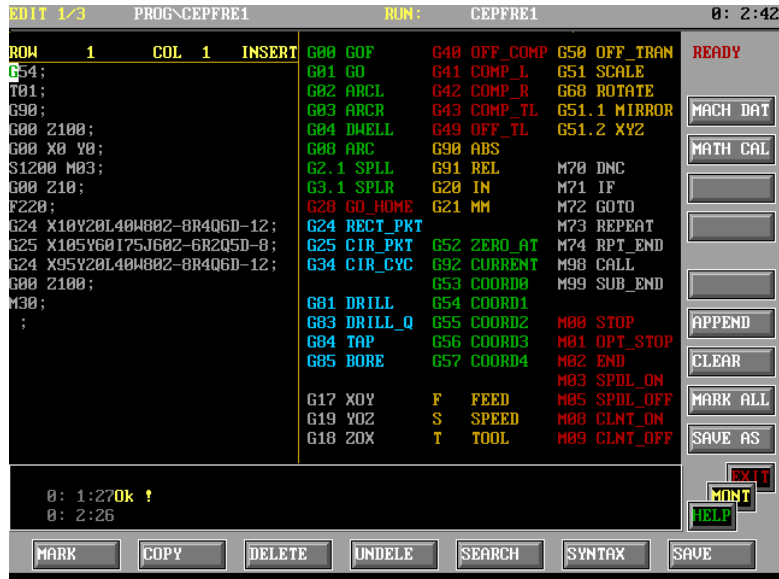 EDIT 1/3 PROG\CEPFRE1 RUN: CEPFRE1 0: 2:42
ROW 1 COL 1 INSERT
G54;
T01;
G90;
G00 Z100;
G00 X0 Y0;
S1200 M03;
G00 Z10;
F220;
G24 X10Y20L40W80Z-8R4Q6D-12;
G25 X105Y60I75J60Z-6R2Q5D-8;
G24 X95Y20L40W80Z-8R4Q6D-12;
G00 Z100;
M30;
;
G00 GOF G40 OFF_COMP G50 OFF_TRAN
G01 GO G41 COMP_L G51 SCALE
G02 ARCL G42 COMP_R G68 ROTATE
G03 ARCR G43 COMP_TL G51.1 MIRROR
G04 DWELL G49 OFF_TL G51.2 XYZ
G08 ARC G90 ABS
G2.1 SPLL G91 REL M70 DNC
G3.1 SPLR G20 IN M71 IF
G28 GO_HOME G21 MM M72 GOTO
G24 RECT_PKT M73 REPEAT
G25 CIR_PKT G52 ZERO_AT M74 RPT_END
G34 CIR_CYC G92 CURRENT M98 CALL
G53 COORD0 M99 SUB_END
G81 DRILL G54 COORD1
G83 DRILL_Q G55 COORD2 M00 STOP
G84 TAP G56 COORD3 M01 OPT_STOP
G85 BORE G57 COORD4 M02 END
M03 SPDL_ON
G17 XOY F FEED M05 SPDL_OFF
G19 YOZ S SPEED M08 CLNT_ON
G18 ZOX T TOOL M09 CLNT_OFF
READY
MACH DAT
MATH CAL
APPEND
CLEAR
MARK ALL
SAVE AS
EXIT
MONT
HELP
0: 1:27Ok !
0: 2:26
MARK COPY DELETE UNDELE SEARCH SYNTAX SAVE